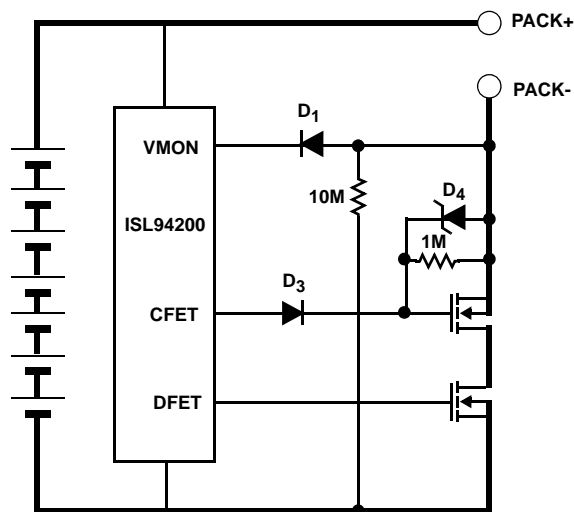 PACK+
PACK-
D1
VMON
D4
10M
ISL94200
1M
D3
CFET
DFET